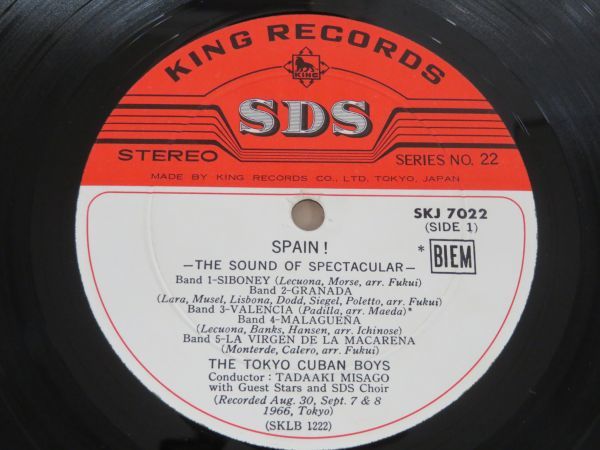 KING RECORDS
KING
SDS
STEREO
SERIES NO. 22
MADE BY KING RECORDS CO., LTD. TOKYO, JAPAN
SKJ 7022
(SIDE 1)
* BIEM
SPAIN !
—THE SOUND OF SPECTACULAR—
Band 1-SIBONEY (Lecuona, Morse, arr. Fukui)
Band 2-GRANADA
(Lara, Musel, Lisbona, Dodd, Siegel, Poletto, arr. Fukui)
Band 3-VALENCIA (Padilla, arr. Maeda)*
Band 4-MALAGUEÑA
(Lecuona, Banks, Hansen, arr. Ichinose)
Band 5-LA VIRGEN DE LA MACARENA
(Monterde, Calero, arr. Fukui)
THE TOKYO CUBAN BOYS
Conductor : TADAAKI MISAGO
with Guest Stars and SDS Choir
(Recorded Aug. 30, Sept. 7 & 8
1966, Tokyo)
(SKLB 1222)